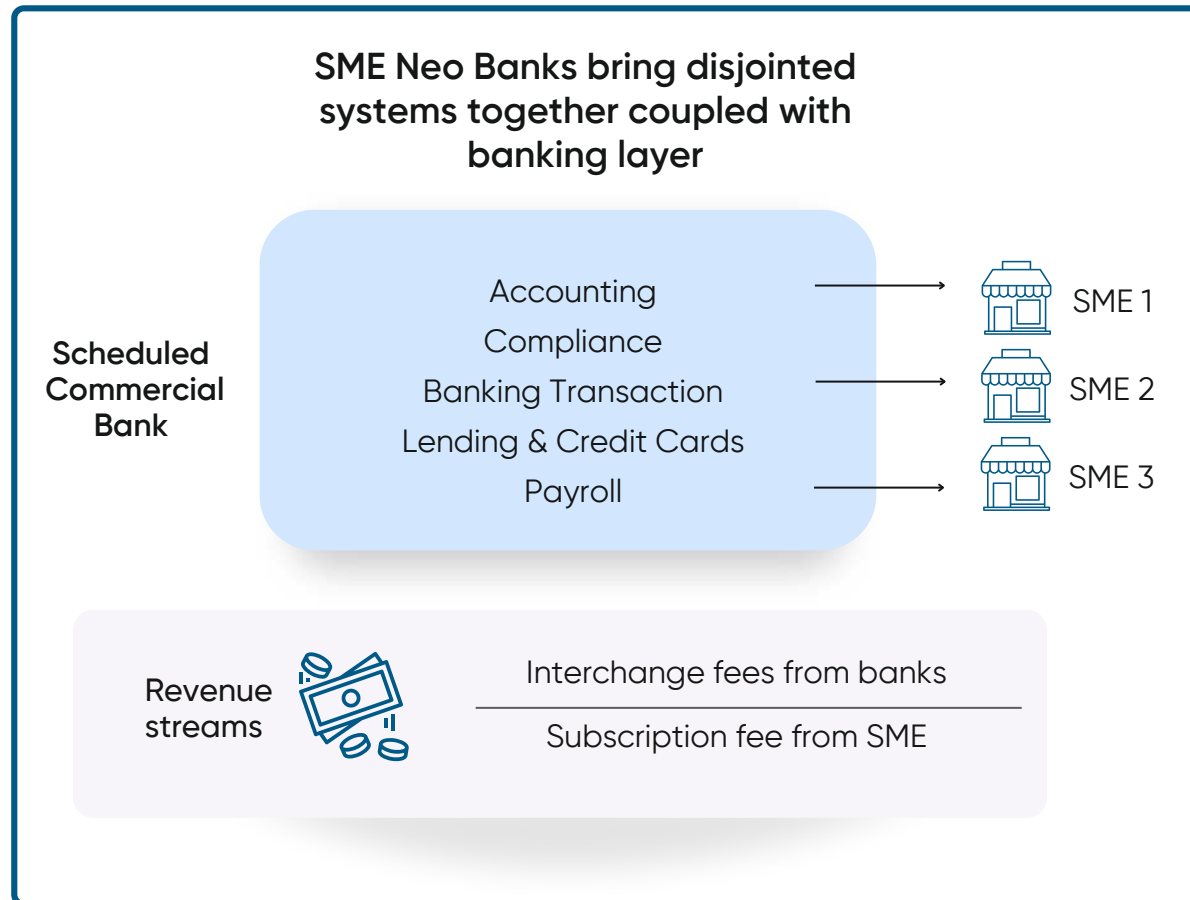 SME Neo Banks bring disjointed
systems together coupled with
banking layer
Scheduled
Commercial
Bank
Accounting
Compliance
Banking Transaction
Lending & Credit Cards
Payroll
SME 1
SME 2
SME 3
Revenue
streams
Interchange fees from banks
Subscription fee from SME